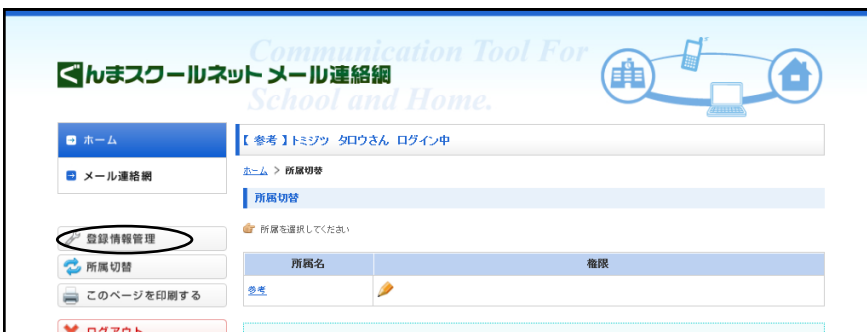 Communication Tool For
ぐんまスクールネット メール連絡網
School and Home.
ホーム
メール連絡網
登録情報管理
所属切替
このページを印刷する
ログアウト
【 参考 】トミジツ タロウさん ログイン中
ホーム > 所属切替
所属切替
所属を選択してください
所属名 権限
参考